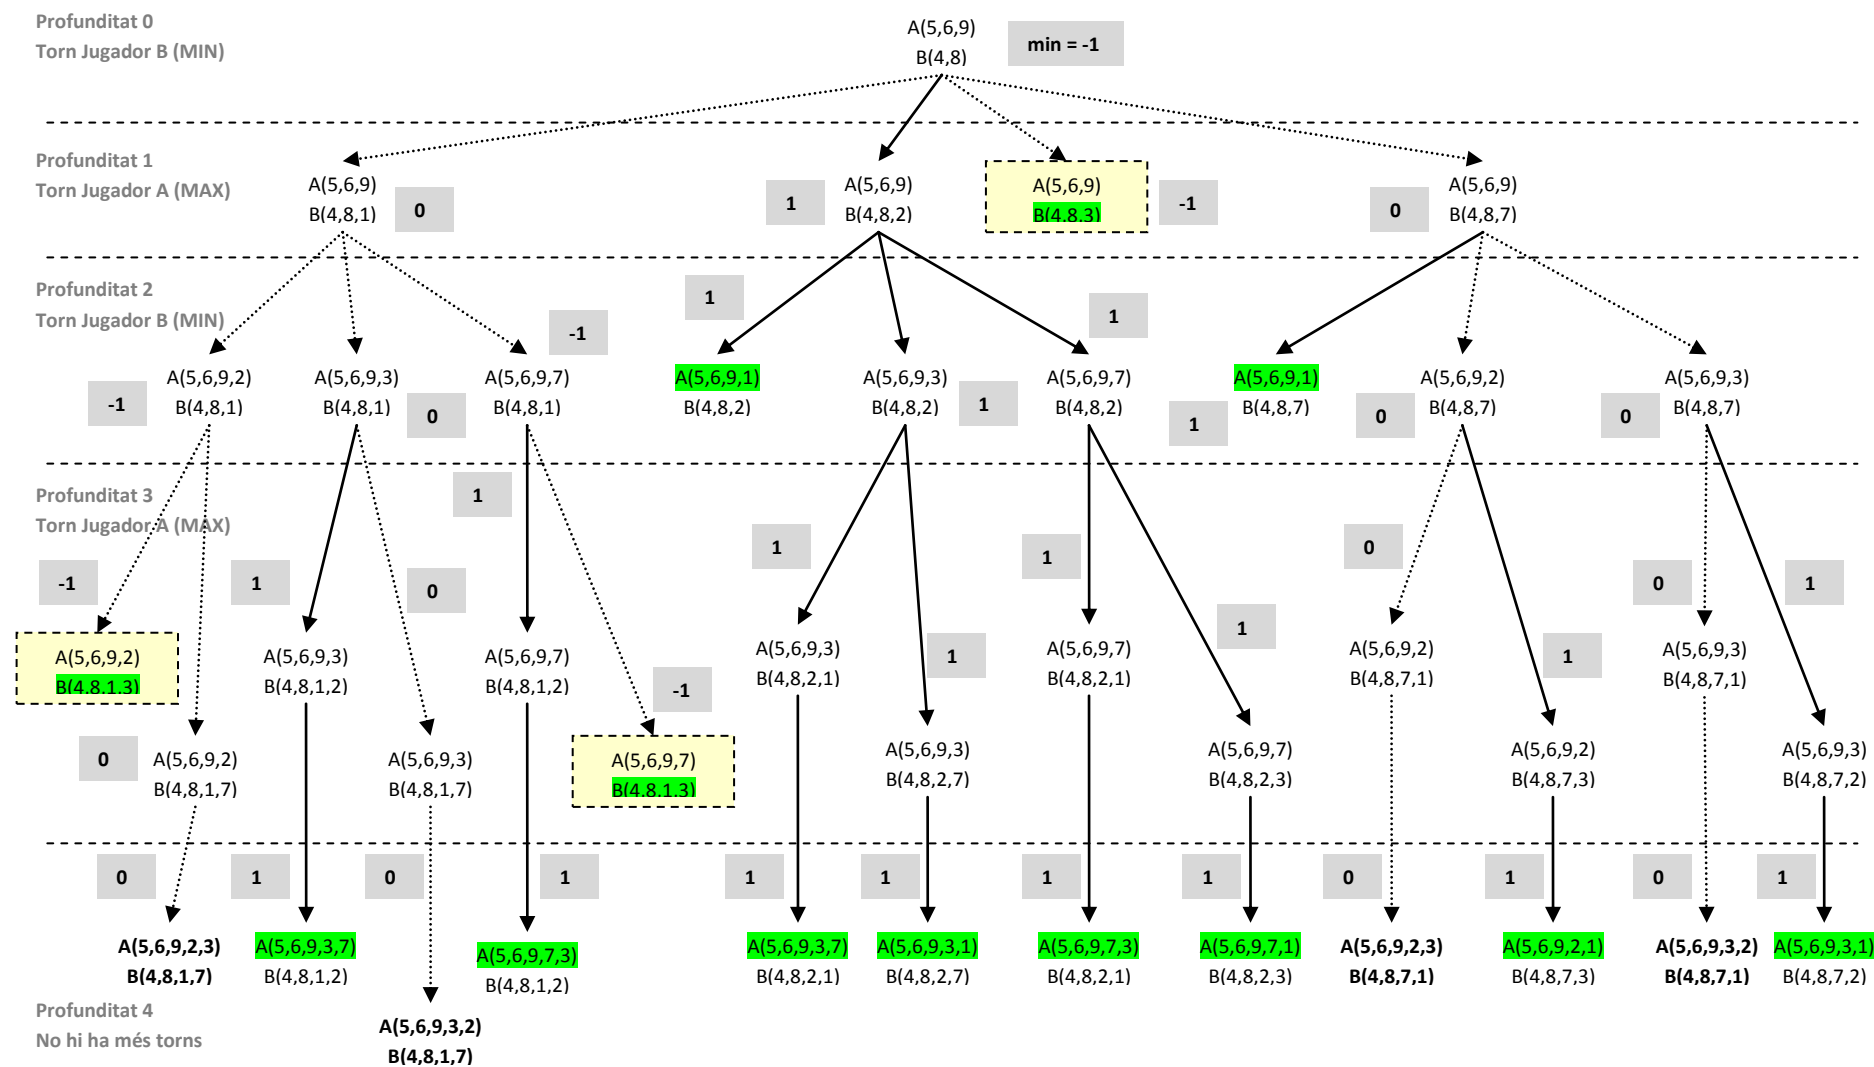 Profunditat 0
Torn Jugador B (MIN)
A(5,6,9)
B(4,8)
min = -1
Profunditat 1
Torn Jugador A (MAX)
A(5,6,9)
B(4,8,1)
0
1
A(5,6,9)
B(4,8,2)
A(5,6,9)
B(4,8,3)
-1
0
A(5,6,9)
B(4,8,7)
Profunditat 2
Torn Jugador B (MIN)
-1
1
1
-1
A(5,6,9,2)
B(4,8,1)
A(5,6,9,3)
B(4,8,1)
0
A(5,6,9,7)
B(4,8,1)
A(5,6,9,1)
B(4,8,2)
A(5,6,9,3)
B(4,8,2)
1
A(5,6,9,7)
B(4,8,2)
1
A(5,6,9,1)
B(4,8,7)
0
A(5,6,9,2)
B(4,8,7)
0
A(5,6,9,3)
B(4,8,7)
Profunditat 3
Torn Jugador A (MAX)
1
-1
1
0
1
1
0
0
1
A(5,6,9,2)
B(4,8,1,3)
A(5,6,9,3)
B(4,8,1,2)
A(5,6,9,7)
B(4,8,1,2)
-1
A(5,6,9,3)
B(4,8,2,1)
1
A(5,6,9,7)
B(4,8,2,1)
1
A(5,6,9,2)
B(4,8,7,1)
1
A(5,6,9,3)
B(4,8,7,1)
0
A(5,6,9,2)
B(4,8,1,7)
A(5,6,9,3)
B(4,8,1,7)
A(5,6,9,7)
B(4,8,1,3)
A(5,6,9,3)
B(4,8,2,7)
A(5,6,9,7)
B(4,8,2,3)
A(5,6,9,2)
B(4,8,7,3)
A(5,6,9,3)
B(4,8,7,2)
0
1
0
1
1
1
1
1
0
1
0
1
A(5,6,9,2,3)
B(4,8,1,7)
A(5,6,9,3,7)
B(4,8,1,2)
A(5,6,9,7,3)
B(4,8,1,2)
A(5,6,9,3,7)
B(4,8,2,1)
A(5,6,9,3,1)
B(4,8,2,7)
A(5,6,9,7,3)
B(4,8,2,1)
A(5,6,9,7,1)
B(4,8,2,3)
A(5,6,9,2,3)
B(4,8,7,1)
A(5,6,9,2,1)
B(4,8,7,3)
A(5,6,9,3,2)
B(4,8,7,1)
A(5,6,9,3,1)
B(4,8,7,2)
Profunditat 4
No hi ha més torns
A(5,6,9,3,2)
B(4,8,1,7)